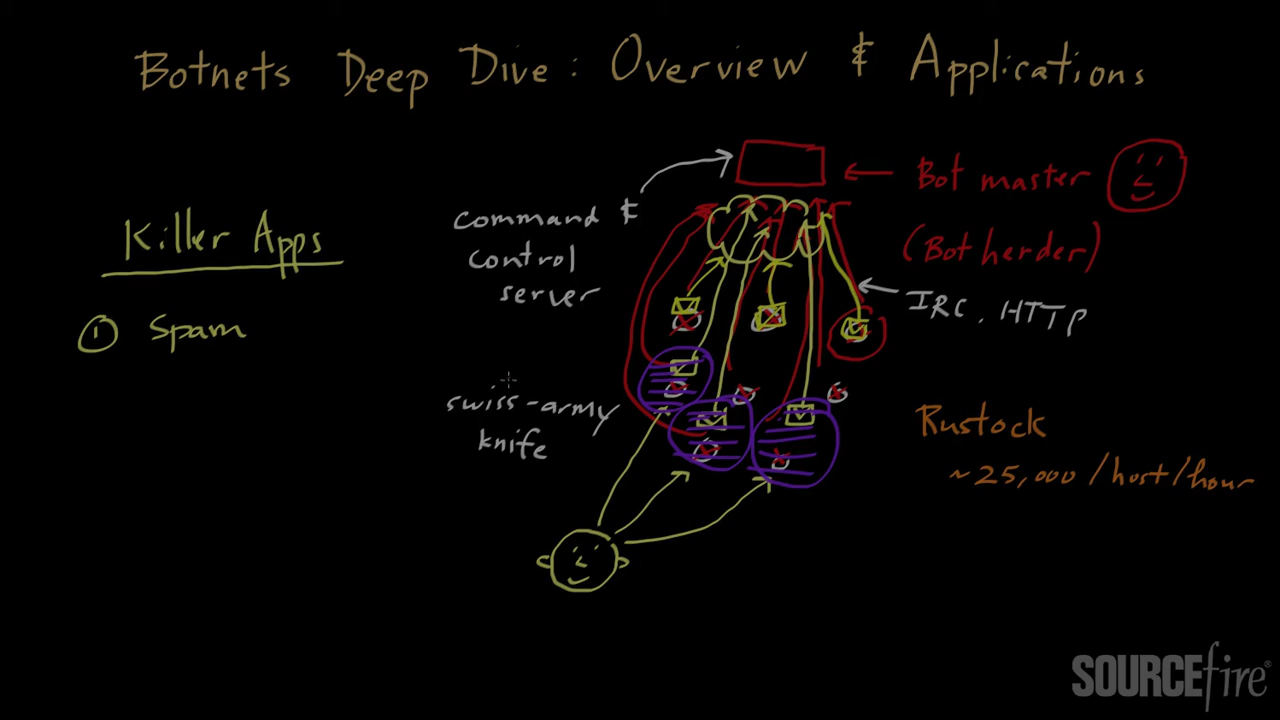 Botnets Deep Dive: Overview & Applications
Killer Apps
① Spam
Command &
control
server
swiss-army
knife
Bot master
(Bot herder)
IRC, HTTP
Rustock
~25,000/host/hour
SOURCEfire®